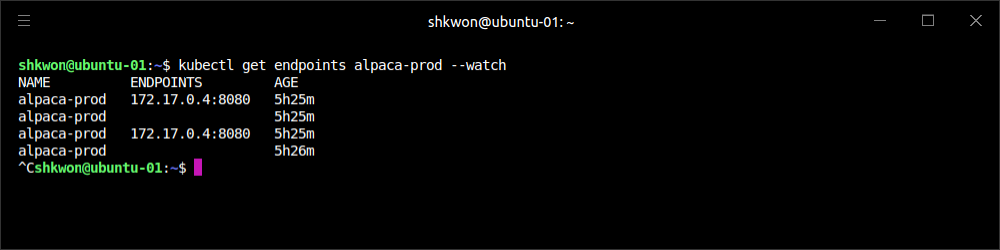 shkwon@ubuntu-01: ~
shkwon@ubuntu-01:~$ kubectl get endpoints alpaca-prod --watch
NAME ENDPOINTS AGE
alpaca-prod 172.17.0.4:8080 5h25m
alpaca-prod 5h25m
alpaca-prod 172.17.0.4:8080 5h25m
alpaca-prod 5h26m
^Cshkwon@ubuntu-01:~$